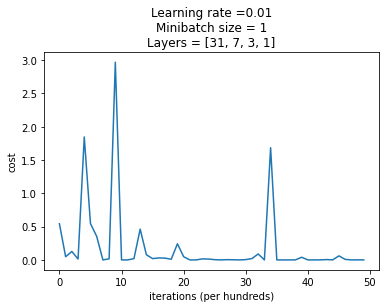 Learning rate =0.01
Minibatch size = 1
Layers = [31, 7, 3, 1]
3.0
2.5
2.0
1.5
1.0
0.5
0.0
cost
0 10 20 30 40 50
iterations (per hundreds)